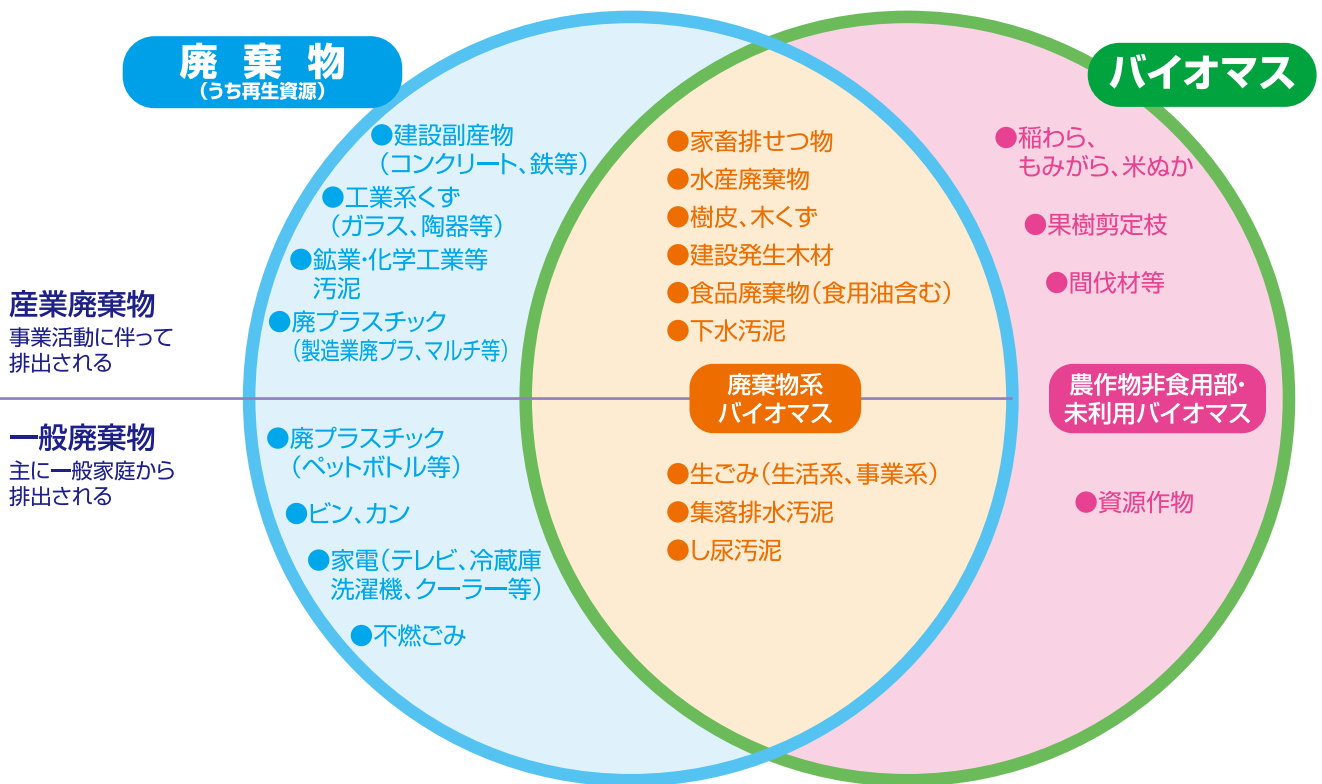 廃棄物
(うち再生資源)
バイオマス
●建設副産物
(コンクリート、鉄等)
●工業系くず
(ガラス、陶器等)
●鉱業・化学工業等
汚泥
●廃プラスチック
(製造業廃プラ、マルチ等)
産業廃棄物
事業活動に伴って
排出される
●家畜排せつ物
●水産廃棄物
●樹皮、木くず
●建設発生木材
●食品廃棄物(食用油含む)
●下水汚泥
●稲わら、
もみがら、米ぬか
●果樹剪定枝
●間伐材等
廃棄物系
バイオマス
農作物非食用部・
未利用バイオマス
一般廃棄物
主に一般家庭から
排出される
●廃プラスチック
(ペットボトル等)
●ビン、カン
●家電(テレビ、冷蔵庫
洗濯機、クーラー等)
●不燃ごみ
●生ごみ(生活系、事業系)
●集落排水汚泥
●し尿汚泥
●資源作物